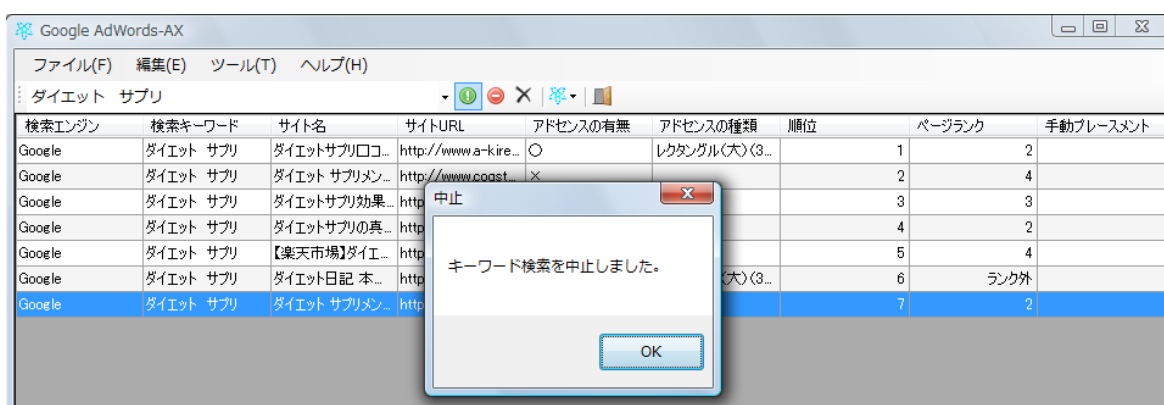 Google AdWords-AX
ファイル(F) 編集(E) ツール(T) ヘルプ(H)
ダイエット サプリ
検索エンジン 検索キーワード サイト名 サイトURL アドセンスの有無 アドセンスの種類 順位 ページランク 手動プレースメント
Google ダイエット サプリ ダイエットサプリ口コ... http://www.a-kire... ○ レクタングル(大)(3... 1 2
Google ダイエット サプリ ダイエット サプリメン... http://www.coast... × 2 4
Google ダイエット サプリ ダイエットサプリ効果... http 3 3
Google ダイエット サプリ ダイエットサプリの真... http 4 2
Google ダイエット サプリ 【楽天市場】ダイエ... http 5 4
Google ダイエット サプリ ダイエット日記 本... http (大)(3... 6 ランク外
Google ダイエット サプリ ダイエット サプリメン... http 7 2
中止
キーワード検索を中止しました。
OK